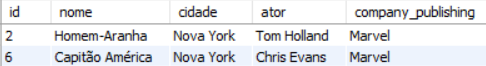 id nome cidade ator company_publishing
2 Homem-Aranha Nova York Tom Holland Marvel
6 Capitão América Nova York Chris Evans Marvel